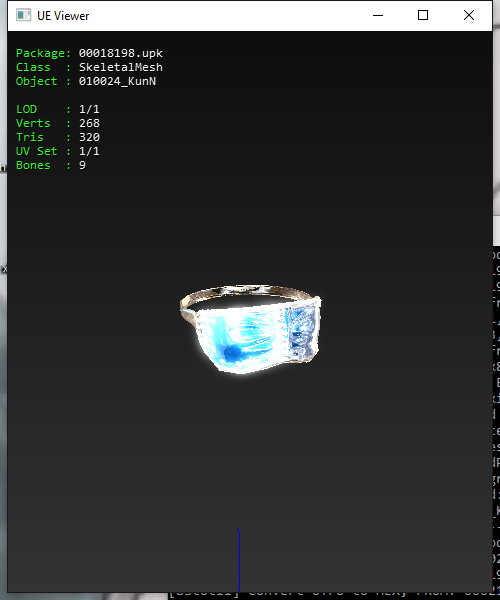 UE Viewer
Package: 00018198.upk
Class : SkeletalMesh
Object : 010024_KunN
LOD : 1/1
Verts : 268
Tris : 320
UV Set : 1/1
Bones : 9